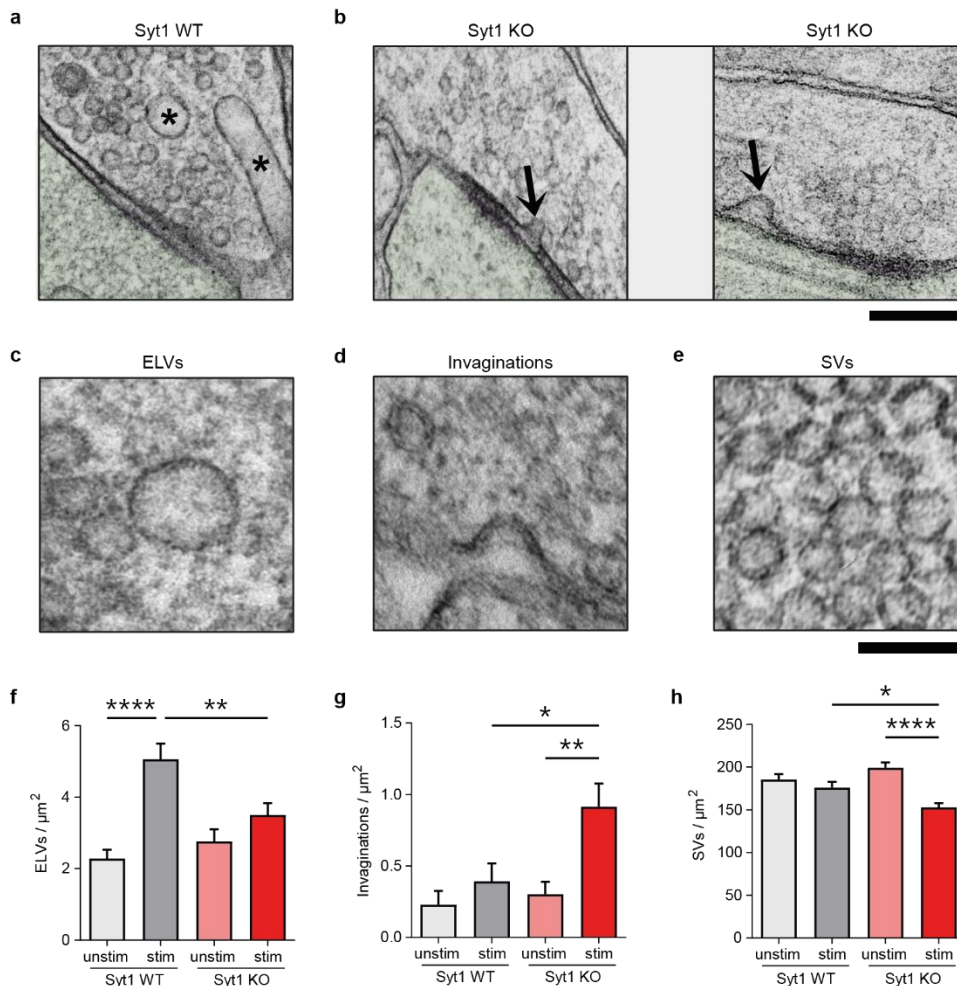 a
Syt1 WT
b
Syt1 KO
Syt1 KO
* *
c
ELVs
d
Invaginations
e
SVs
f
**** **
ELVs / µm²
6
4
2
0
unstim stim unstim stim
Syt1 WT Syt1 KO
g
*
**
Invaginations / µm²
1.5
1.0
0.5
0.0
unstim stim unstim stim
Syt1 WT Syt1 KO
h
*
****
SVs / µm²
250
200
150
100
50
0
unstim stim unstim stim
Syt1 WT Syt1 KO